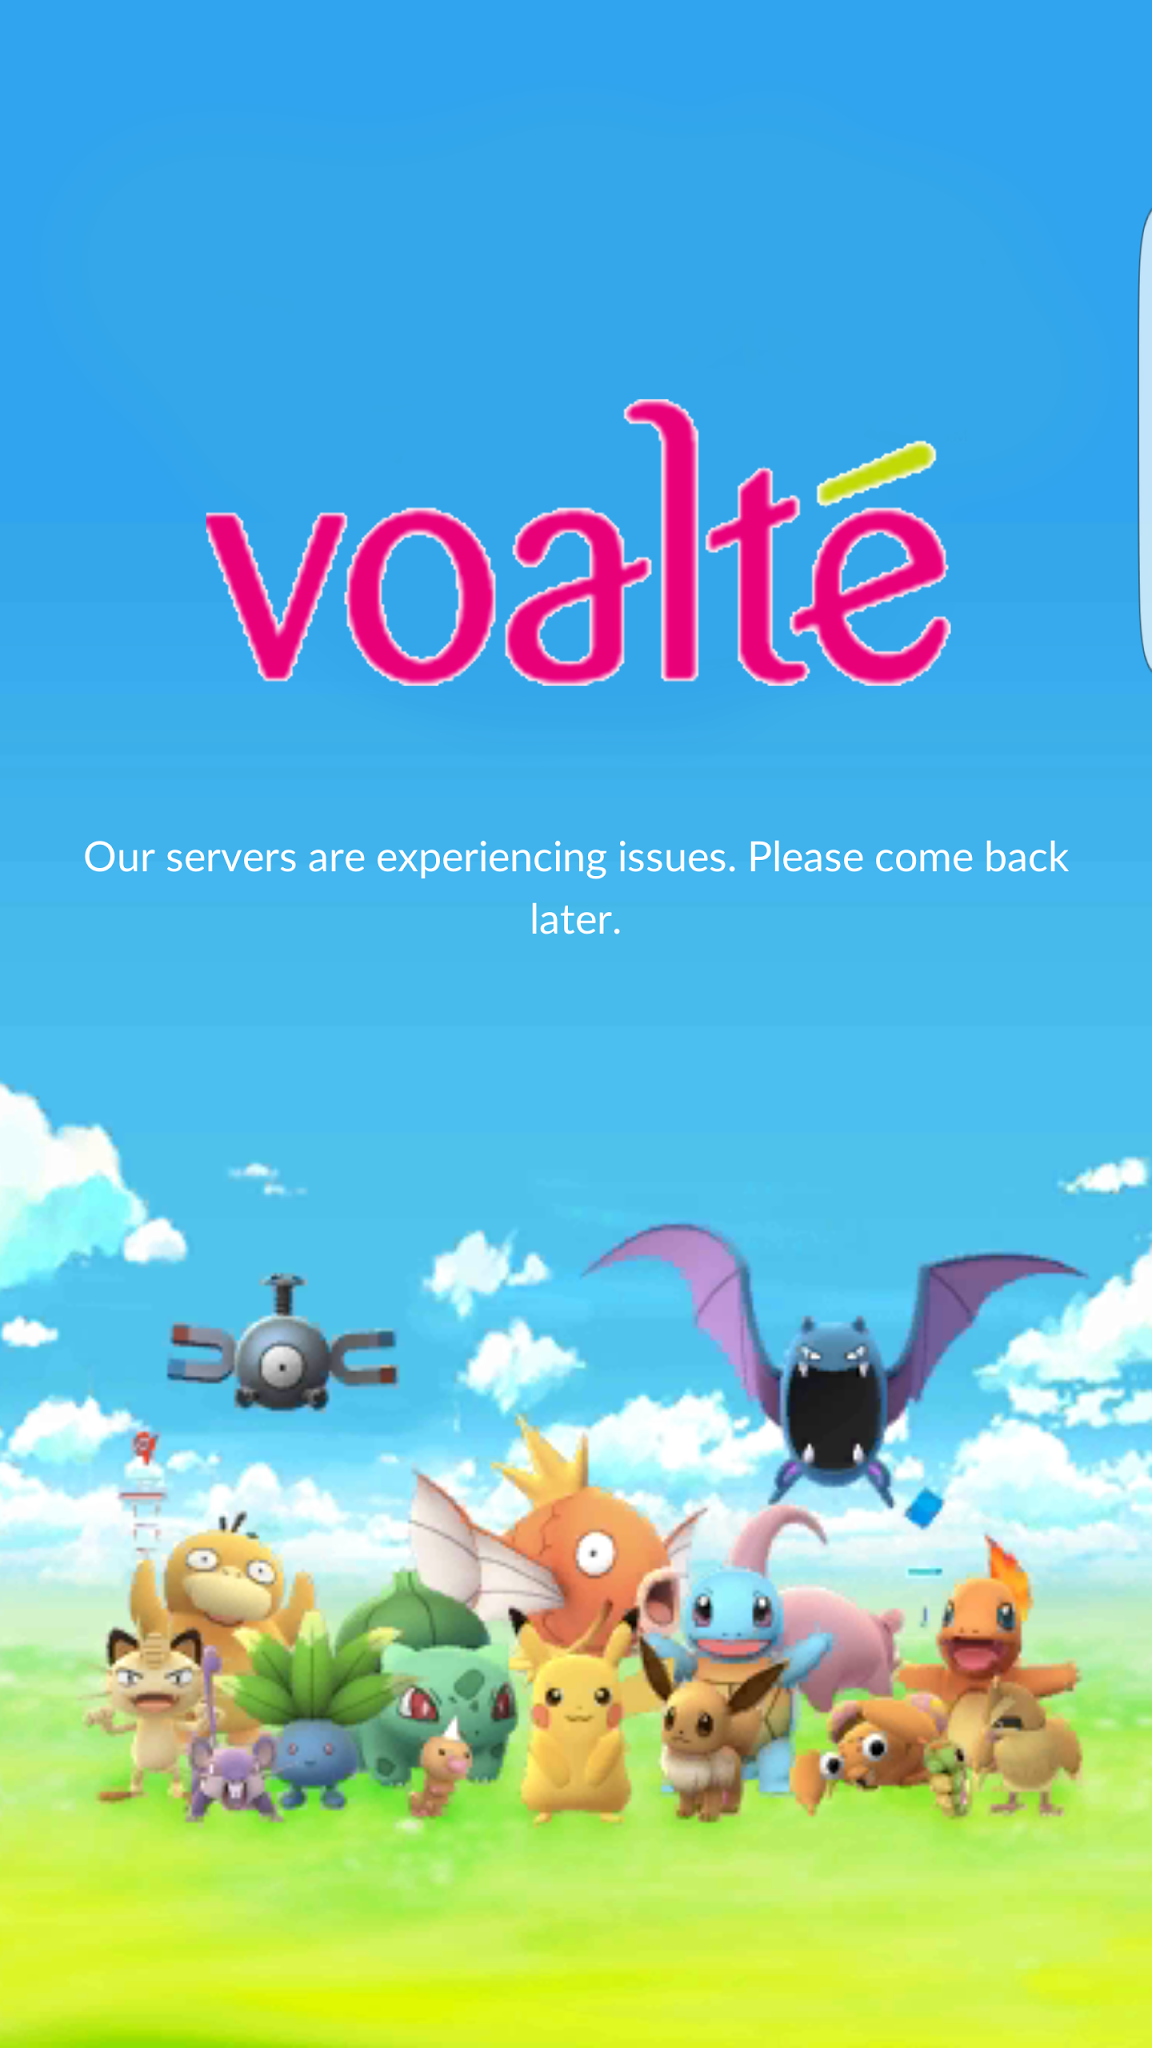 voalté
Our servers are experiencing issues. Please come back
later.